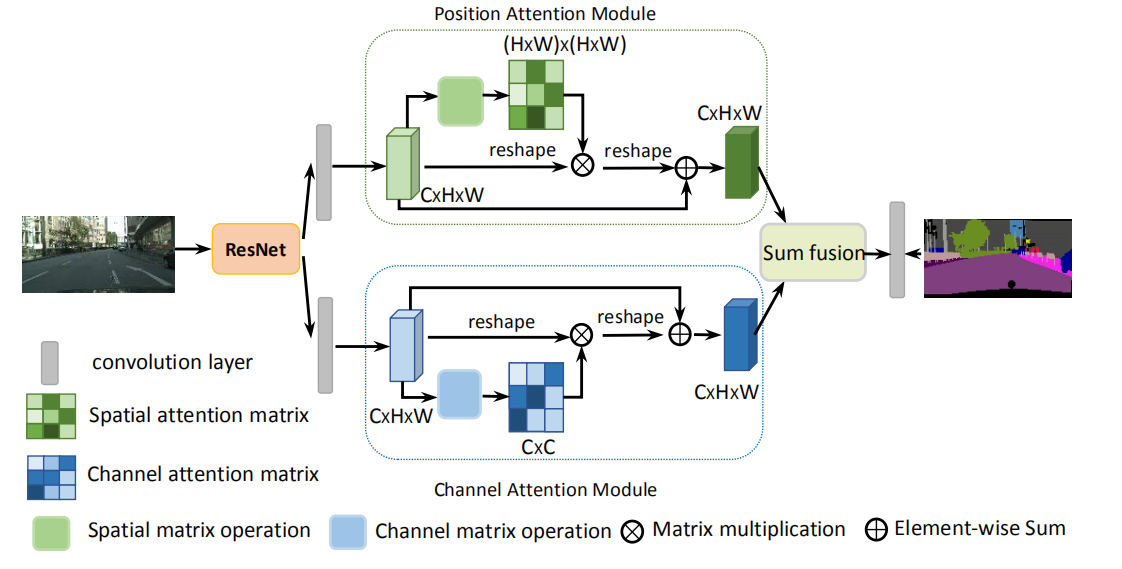 Position Attention Module
(HxW)x(HxW)
CxHxW
reshape
reshape
CxHxW
ResNet
Sum fusion
reshape
reshape
convolution layer
CxHxW
CxHxW
Spatial attention matrix
CxC
Channel attention matrix
Channel Attention Module
Spatial matrix operation
Channel matrix operation
Matrix multiplication
Element-wise Sum